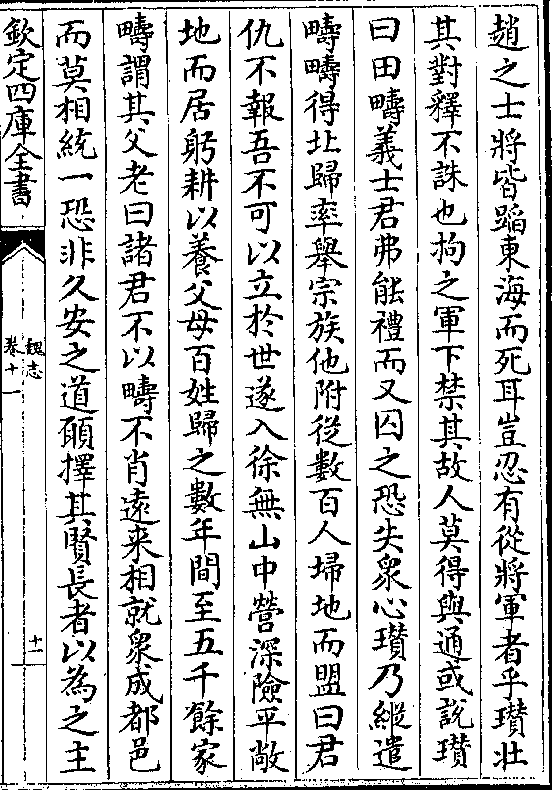 趙之士將皆蹈東海而死耳豈忍有從將軍者乎瓚壮
其對釋不誅也拘之軍下禁其故人莫得與通或說瓚
曰田疇義士君弗能禮而又囚之恐失衆心瓚乃縱遣
疇疇得北歸率舉宗族他附從數百人埽地而盟曰君
仇不報吾不可以立於世遂入徐無山中營深險平敞
地而居躬耕以養父母百姓歸之數年間至五千餘家
疇謂其父老曰諸君不以疇不肖遠来相就衆成都邑
而莫相統一恐非久安之道願擇其賢長者以為之主
欽定四庫全書
魏志
卷十一
十一